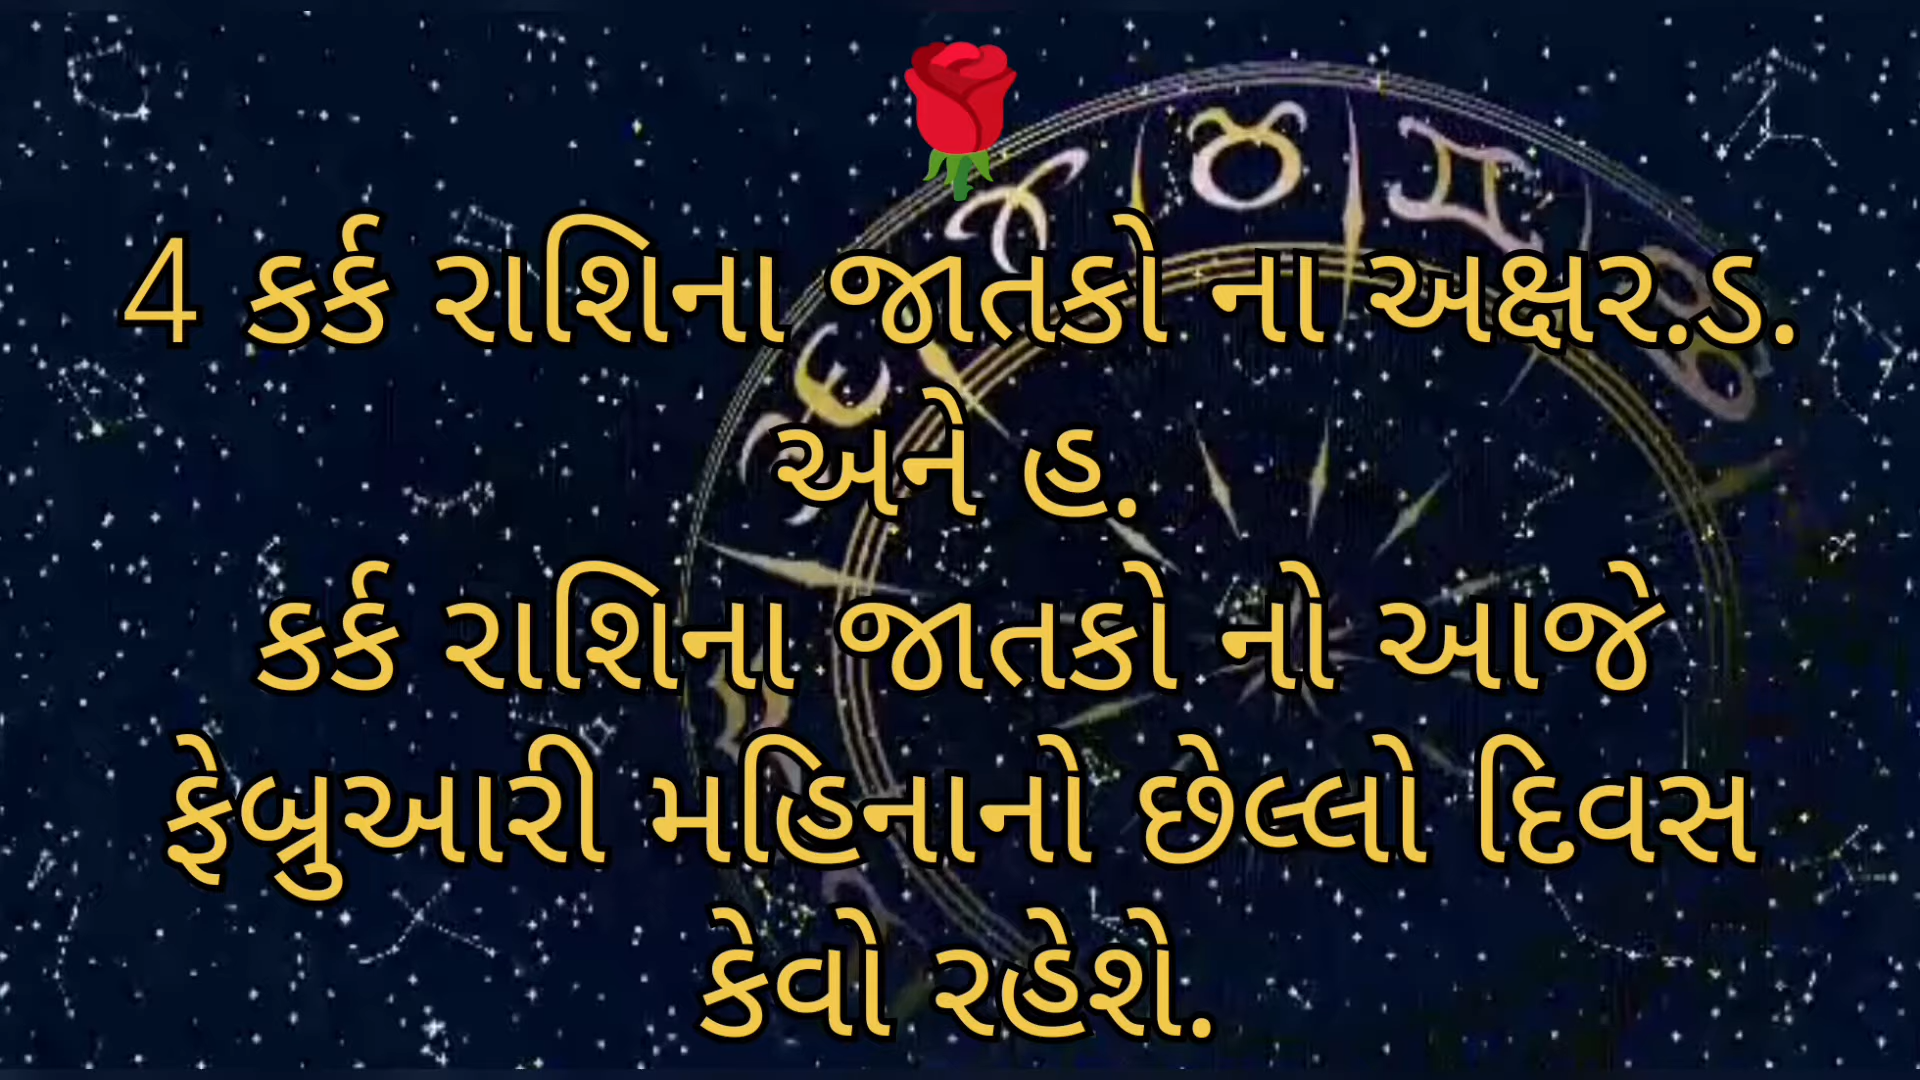 4 કર્ક રાશિના જાતકો ના અક્ષર.ડ.
અને હ.
કર્ક રાશિના જાતકો નો આજે
ફેબ્રુઆરી મહિનાનો છેલ્લો દિવસ
કેવો રહેશે.